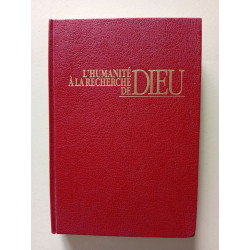 L'HUMANITÉ
À LA RECHERCHE
DE DIEU